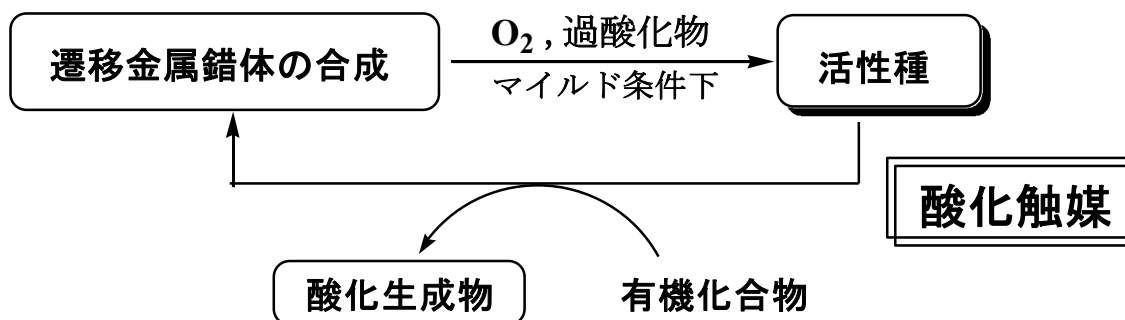 遷移金属錯体の合成
O2 , 過酸化物
マイルド条件下
活性種
酸化触媒
酸化生成物
有機化合物